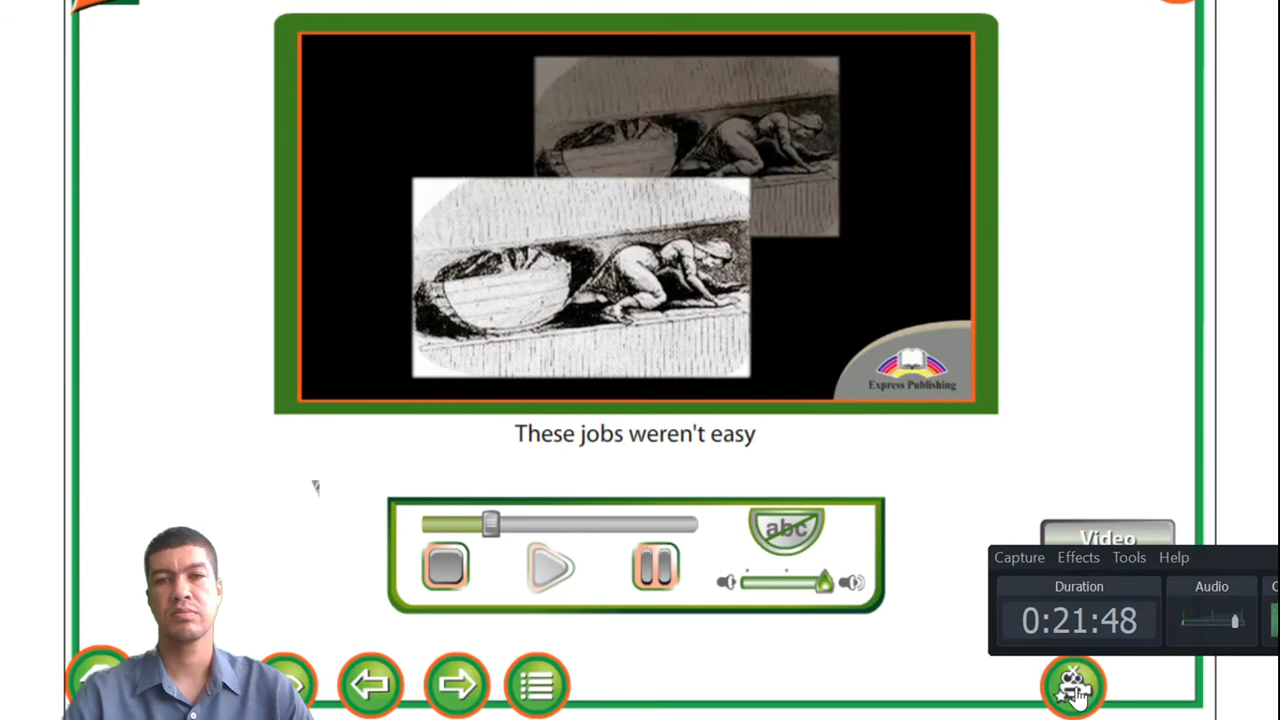 Express Publishing
These jobs weren't easy
abc
Video
Capture Effects Tools Help
Duration Audio
0:21:48